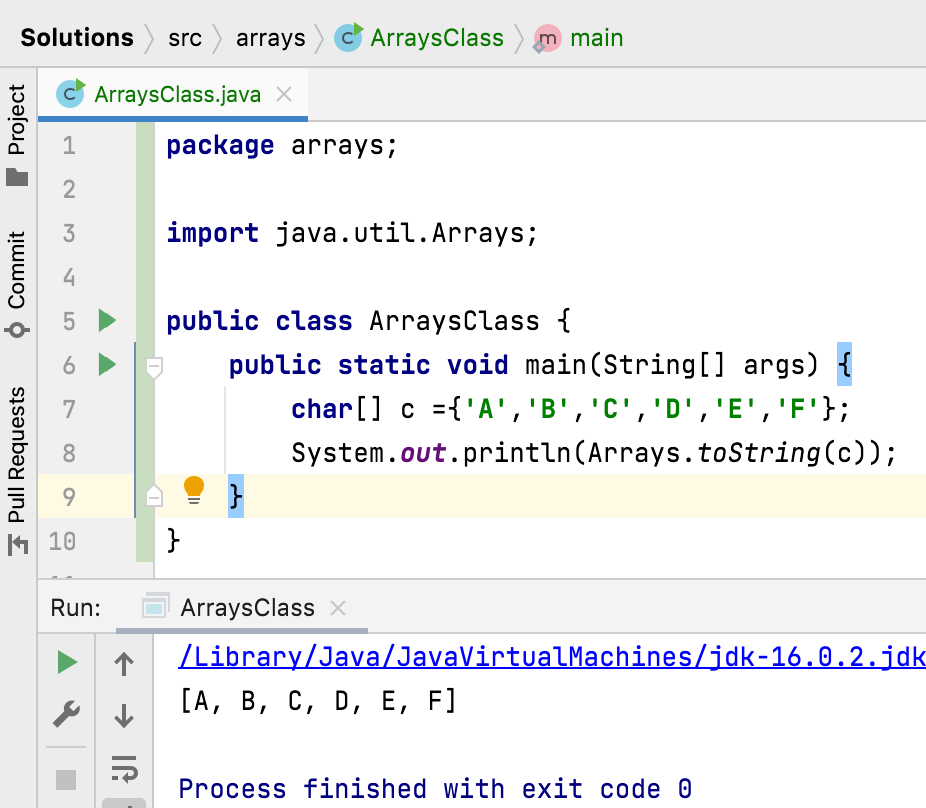 Solutions src arrays ArraysClass main
Project
Commit
Pull Requests
ArraysClass.java
1 package arrays;
2
3 import java.util.Arrays;
4
5 public class ArraysClass {
6 public static void main(String[] args) {
7 char[] c ={'A','B','C','D','E','F'};
8 System.out.println(Arrays.toString(c));
9 }
10 }
Run: ArraysClass
/Library/Java/JavaVirtualMachines/jdk-16.0.2.jdk
[A, B, C, D, E, F]
Process finished with exit code 0